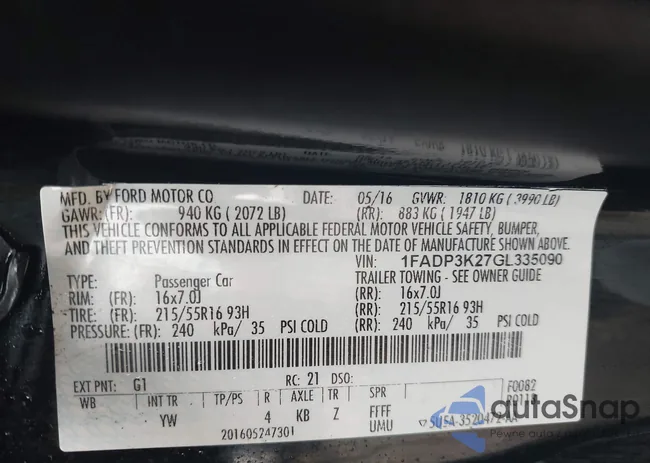 MFD. BY FORD MOTOR CO DATE: 05/16 GVWR: 1810 KG ( 3990 LB)
GAWR: (FR): 940 KG ( 2072 LB) (RR): 883 KG ( 1947 LB)
THIS VEHICLE CONFORMS TO ALL APPLICABLE FEDERAL MOTOR VEHICLE SAFETY, BUMPER,
AND THEFT PREVENTION STANDARDS IN EFFECT ON THE DATE OF MANUFACTURE SHOWN ABOVE.
VIN: 1FADP3K27GL335090
TYPE: Passenger Car TRAILER TOWING - SEE OWNER GUIDE
RIM: (FR): 16x7.0J (RR): 16x7.0J
TIRE: (FR): 215/55R16 93H (RR): 215/55R16 93H
PRESSURE: (FR): 240 kPa/ 35 PSI COLD (RR): 240 kPa/ 35 PSI COLD
EXT PNT: G1 RC: 21 DSO: F0082
WB INT TR TP/PS R AXLE TR SPR
YW 4 KB Z FFFF
UMU
201605247301
autaSnap
Pewne auto z